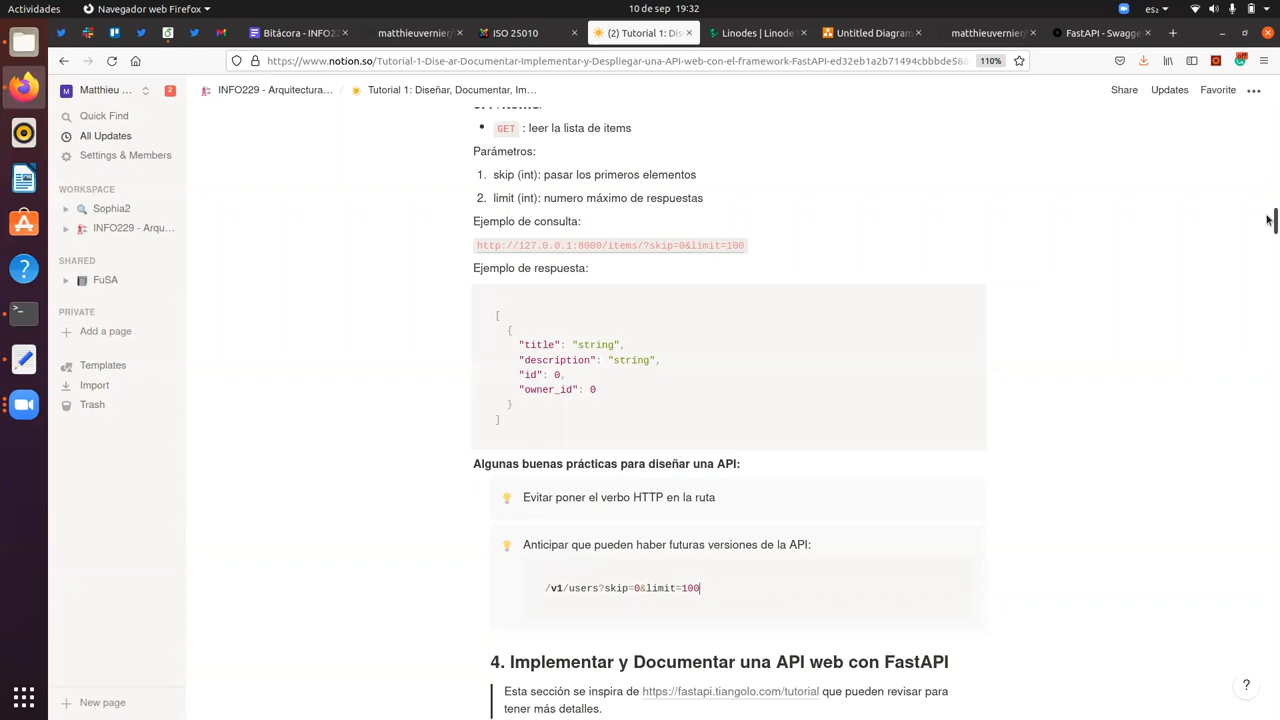 Actividades
Navegador web Firefox
10 de sep 19:32
es₂
Bitácora - INFO22
matthieuvernier/
ISO 25010
(2) Tutorial 1: Dis
Linodes | Linode
Untitled Diagram
matthieuvernier/
FastAPI - Swagge
https://www.notion.so/Tutorial-1-Dise-ar-Documentar-Implementar-y-Despliegar-una-API-web-con-el-framework-FastAPI-ed32eb1a2b71494cbbbde58
110%
M Matthieu ...
2
INFO229 - Arquitectura... / Tutorial 1: Diseñar, Documentar, Im...
Share
Updates
Favorite
Quick Find
All Updates
Settings & Members
WORKSPACE
Sophia2
INFO229 - Arqu...
SHARED
FuSA
PRIVATE
Add a page
Templates
Import
Trash
New page
GET : leer la lista de items
Parámetros:
1. skip (int): pasar los primeros elementos
2. limit (int): numero máximo de respuestas
Ejemplo de consulta:
http://127.0.0.1:8000/items/?skip=0&limit=100
Ejemplo de respuesta:
[
{
"title": "string",
"description": "string",
"id": 0,
"owner_id": 0
}
]
Algunas buenas prácticas para diseñar una API:
Evitar poner el verbo HTTP en la ruta
Anticipar que pueden haber futuras versiones de la API:
/v1/users?skip=0&limit=100
4. Implementar y Documentar una API web con FastAPI
Esta sección se inspira de https://fastapi.tiangolo.com/tutorial que pueden revisar para
tener más detalles.
?